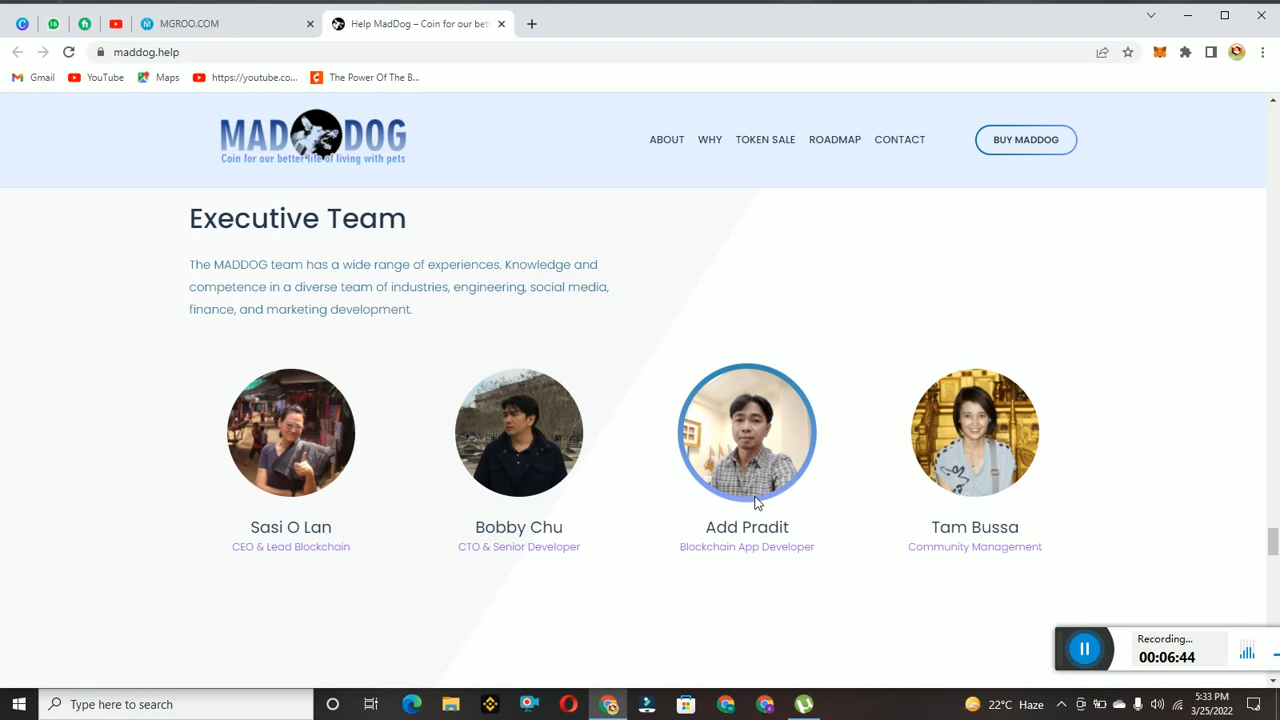 MGROO.COM
Help MadDog – Coin for our bett
maddog.help
Gmail
YouTube
Maps
https://youtube.co...
The Power Of The B...
MADDOG
Coin for our better life of living with pets
ABOUT
WHY
TOKEN SALE
ROADMAP
CONTACT
BUY MADDOG
Executive Team
The MADDOG team has a wide range of experiences. Knowledge and
competence in a diverse team of industries, engineering, social media,
finance, and marketing development.
Sasi O Lan
CEO & Lead Blockchain
Bobby Chu
CTO & Senior Developer
Add Pradit
Blockchain App Developer
Tam Bussa
Community Management
Recording...
00:06:44
Type here to search
22°C Haze
5:33 PM
3/25/2022